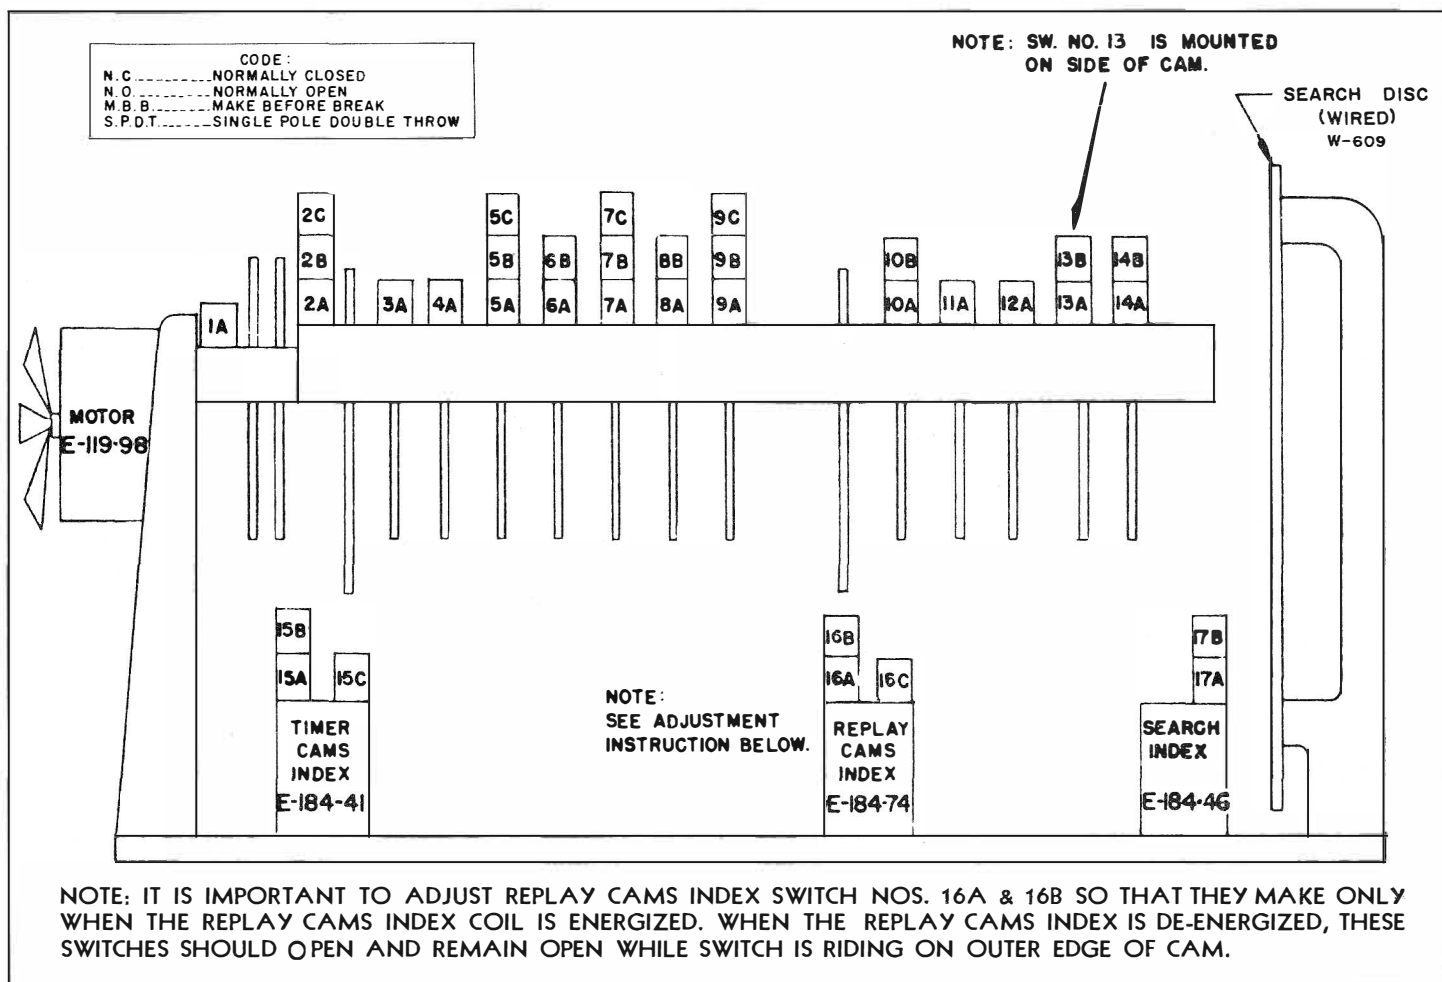 CODE:
N.C.---------NORMALLY CLOSED
N.O.---------NORMALLY OPEN
M.B.B.-------MAKE BEFORE BREAK
S.P.D.T.------SINGLE POLE DOUBLE THROW
NOTE: SW. NO. 13 IS MOUNTED
ON SIDE OF CAM.
SEARCH DISC
(WIRED)
W-609
2C
5C
7C
9C
2B
5B
6B
7B
8B
9B
10B
13B
14B
1A
2A
3A
4A
5A
6A
7A
8A
9A
10A
11A
12A
13A
14A
MOTOR
E-119-98
15B
15A
15C
TIMER
CAMS
INDEX
E-184-41
NOTE:
SEE ADJUSTMENT
INSTRUCTION BELOW.
16B
16A
16C
REPLAY
CAMS
INDEX
E-184-74
17B
17A
SEARCH
INDEX
E-184-46
NOTE: IT IS IMPORTANT TO ADJUST REPLAY CAMS INDEX SWITCH NOS. 16A & 16B SO THAT THEY MAKE ONLY
WHEN THE REPLAY CAMS INDEX COIL IS ENERGIZED. WHEN THE REPLAY CAMS INDEX IS DE-ENERGIZED, THESE
SWITCHES SHOULD OPEN AND REMAIN OPEN WHILE SWITCH IS RIDING ON OUTER EDGE OF CAM.